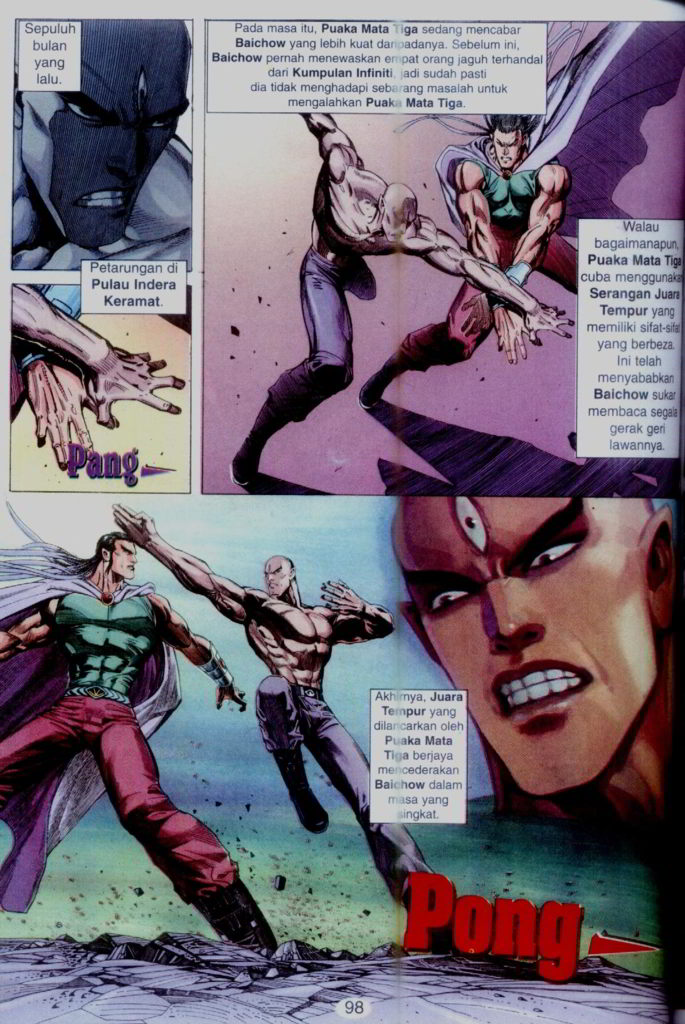 Sepuluh
bulan
yang
lalu.
Pada masa itu, Puaka Mata Tiga sedang mencabar
Baichow yang lebih kuat daripadanya. Sebelum ini,
Baichow pernah menewaskan empat orang jaguh terhandal
dari Kumpulan Infiniti, jadi sudah pasti
dia tidak menghadapi sebarang masalah untuk
mengalahkan Puaka Mata Tiga.
Petarungan di
Pulau Indera
Keramat.
Pang
Walau
bagaimanapun,
Puaka Mata Tiga
cuba menggunakan
Serangan Juara
Tempur yang
memiliki sifat-sifat
yang berbeza.
Ini telah
menyababkan
Baichow sukar
membaca segala
gerak geri
lawannya.
Akhirnya, Juara
Tempur yang
dilancarkan oleh
Puaka Mata
Tiga berjaya
mencederakan
Baichow dalam
masa yang
singkat.
Pong
98